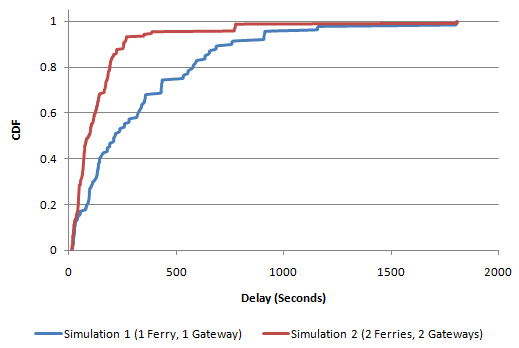 1
0.8
0.6
0.4
0.2
0
CDF
0 500 1000 1500 2000
Delay (Seconds)
Simulation 1 (1 Ferry, 1 Gateway) Simulation 2 (2 Ferries, 2 Gateways)